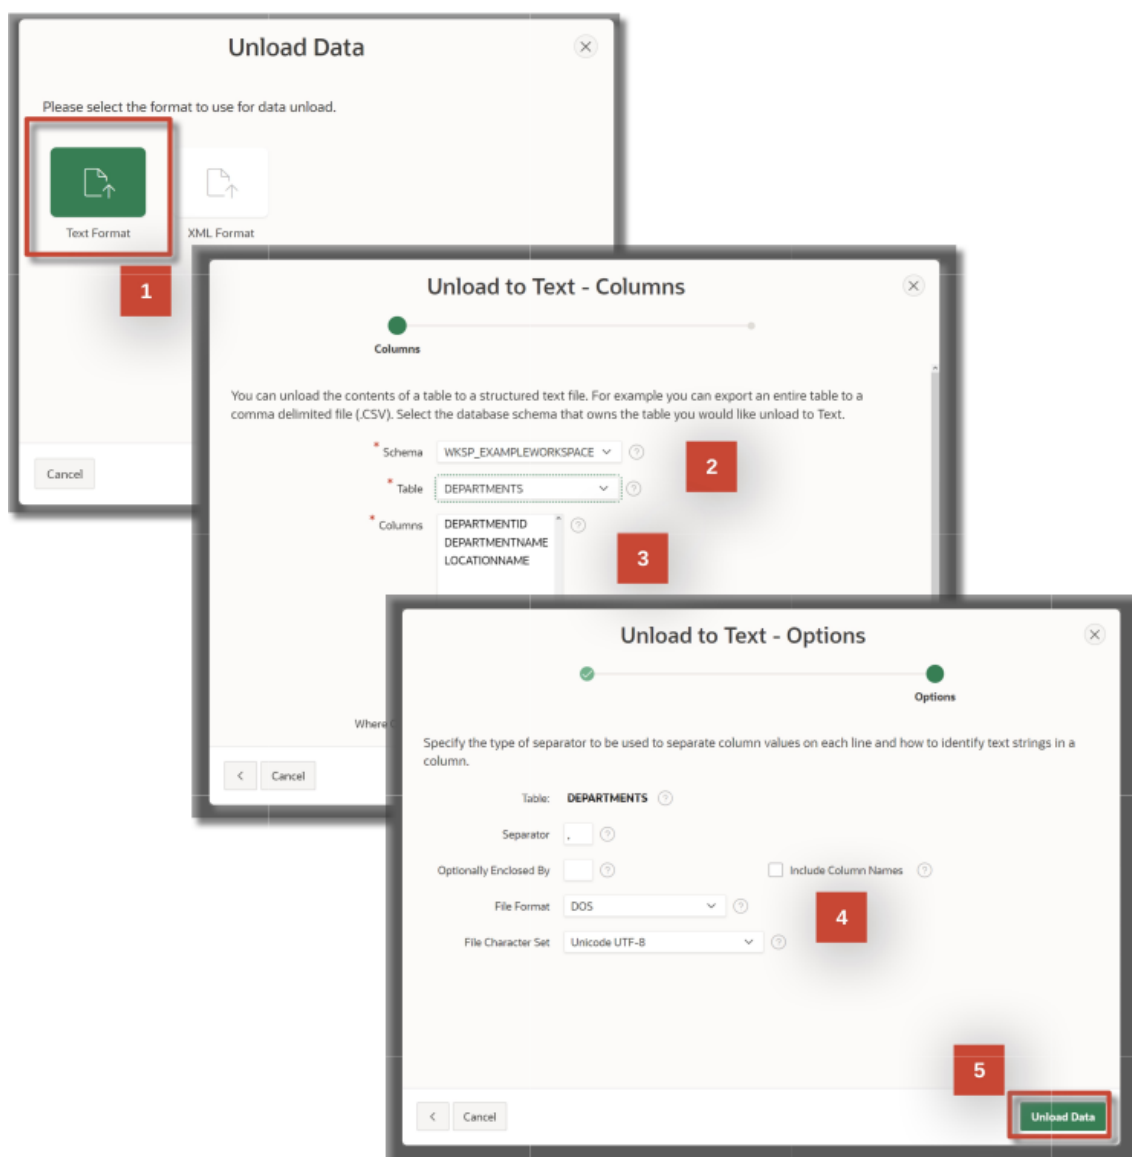 Unload Data
Please select the format to use for data unload.
Text Format
XML Format
1
Cancel
Unload to Text - Columns
Columns
You can unload the contents of a table to a structured text file. For example you can export an entire table to a
comma delimited file (.CSV). Select the database schema that owns the table you would like unload to Text.
* Schema WKSP_EXAMPLEWORKSPACE ?
2
* Table DEPARTMENTS ?
* Columns DEPARTMENTID ?
DEPARTMENTNAME
LOCATIONNAME
3
Where
Cancel
Unload to Text - Options
Options
Specify the type of separator to be used to separate column values on each line and how to identify text strings in a
column.
Table: DEPARTMENTS ?
Separator , ?
Optionally Enclosed By ? Include Column Names ?
File Format DOS ?
4
File Character Set Unicode UTF-8 ?
5
Cancel Unload Data